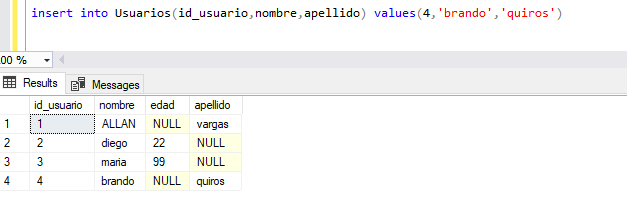 insert into Usuarios(id_usuario,nombre,apellido) values(4,'brando','quiros')
.00 %
Results Messages
id_usuario nombre edad apellido
1 1 ALLAN NULL vargas
2 2 diego 22 NULL
3 3 maria 99 NULL
4 4 brando NULL quiros